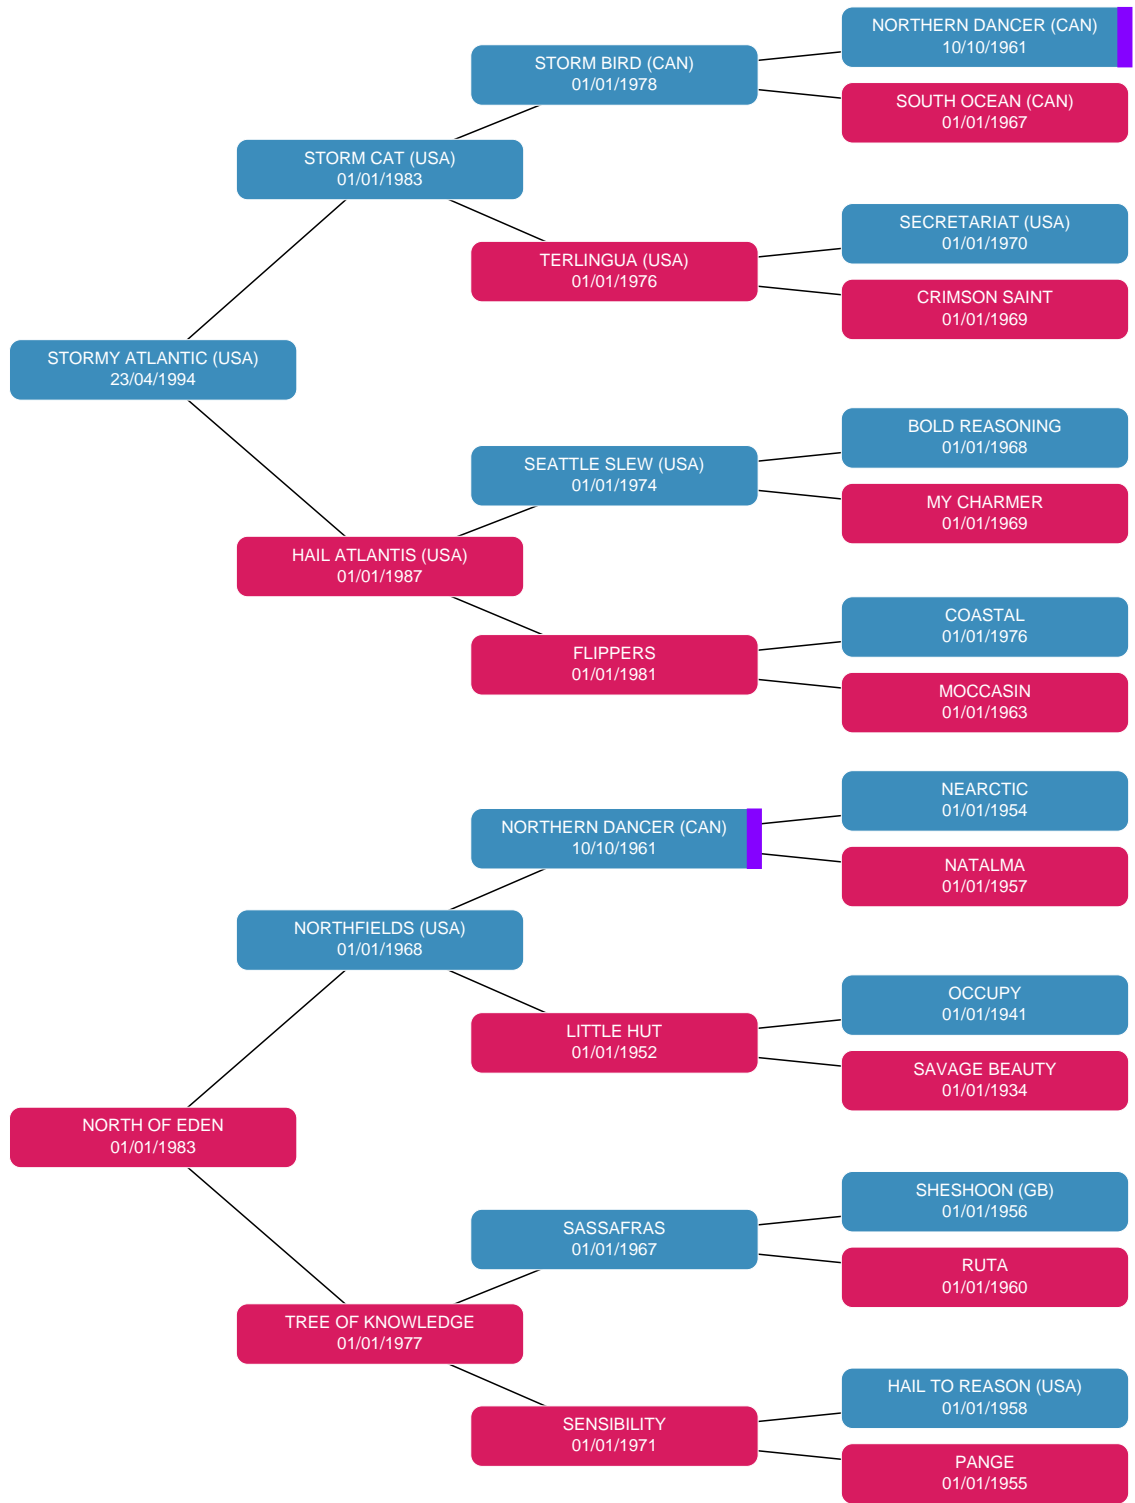 NORTHERN DANCER (CAN)
10/10/1961
STORM BIRD (CAN)
01/01/1978
SOUTH OCEAN (CAN)
01/01/1967
STORM CAT (USA)
01/01/1983
SECRETARIAT (USA)
01/01/1970
TERLINGUA (USA)
01/01/1976
CRIMSON SAINT
01/01/1969
STORMY ATLANTIC (USA)
23/04/1994
BOLD REASONING
01/01/1968
SEATTLE SLEW (USA)
01/01/1974
MY CHARMER
01/01/1969
HAIL ATLANTIS (USA)
01/01/1987
COASTAL
01/01/1976
FLIPPERS
01/01/1981
MOCCASIN
01/01/1963
NEARCTIC
01/01/1954
NORTHERN DANCER (CAN)
10/10/1961
NATALMA
01/01/1957
NORTHFIELDS (USA)
01/01/1968
OCCUPY
01/01/1941
LITTLE HUT
01/01/1952
SAVAGE BEAUTY
01/01/1934
NORTH OF EDEN
01/01/1983
SHESHOON (GB)
01/01/1956
SASSAFRAS
01/01/1967
RUTA
01/01/1960
TREE OF KNOWLEDGE
01/01/1977
HAIL TO REASON (USA)
01/01/1958
SENSIBILITY
01/01/1971
PANGE
01/01/1955